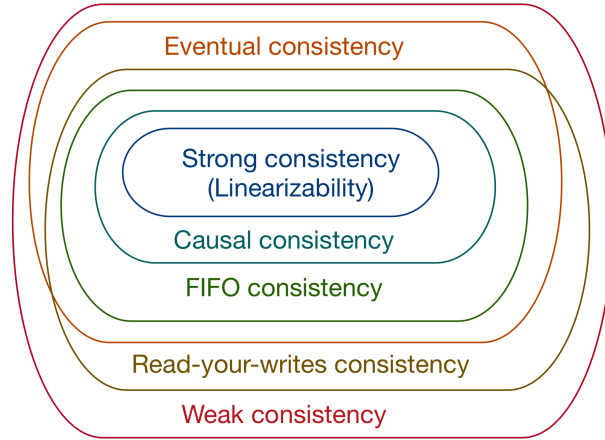 Eventual consistency
Strong consistency
(Linearizability)
Causal consistency
FIFO consistency
Read-your-writes consistency
Weak consistency